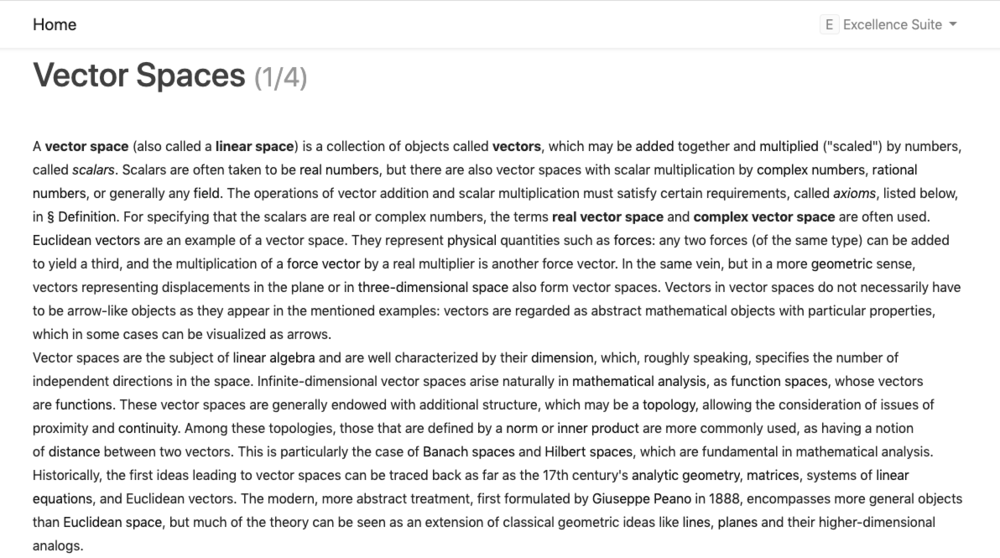 Home
E Excellence Suite
Vector Spaces (1/4)
A vector space (also called a linear space) is a collection of objects called vectors, which may be added together and multiplied ("scaled") by numbers,
called scalars. Scalars are often taken to be real numbers, but there are also vector spaces with scalar multiplication by complex numbers, rational
numbers, or generally any field. The operations of vector addition and scalar multiplication must satisfy certain requirements, called axioms, listed below,
in § Definition. For specifying that the scalars are real or complex numbers, the terms real vector space and complex vector space are often used.
Euclidean vectors are an example of a vector space. They represent physical quantities such as forces: any two forces (of the same type) can be added
to yield a third, and the multiplication of a force vector by a real multiplier is another force vector. In the same vein, but in a more geometric sense,
vectors representing displacements in the plane or in three-dimensional space also form vector spaces. Vectors in vector spaces do not necessarily have
to be arrow-like objects as they appear in the mentioned examples: vectors are regarded as abstract mathematical objects with particular properties,
which in some cases can be visualized as arrows.
Vector spaces are the subject of linear algebra and are well characterized by their dimension, which, roughly speaking, specifies the number of
independent directions in the space. Infinite-dimensional vector spaces arise naturally in mathematical analysis, as function spaces, whose vectors
are functions. These vector spaces are generally endowed with additional structure, which may be a topology, allowing the consideration of issues of
proximity and continuity. Among these topologies, those that are defined by a norm or inner product are more commonly used, as having a notion
of distance between two vectors. This is particularly the case of Banach spaces and Hilbert spaces, which are fundamental in mathematical analysis.
Historically, the first ideas leading to vector spaces can be traced back as far as the 17th century's analytic geometry, matrices, systems of linear
equations, and Euclidean vectors. The modern, more abstract treatment, first formulated by Giuseppe Peano in 1888, encompasses more general objects
than Euclidean space, but much of the theory can be seen as an extension of classical geometric ideas like lines, planes and their higher-dimensional
analogs.